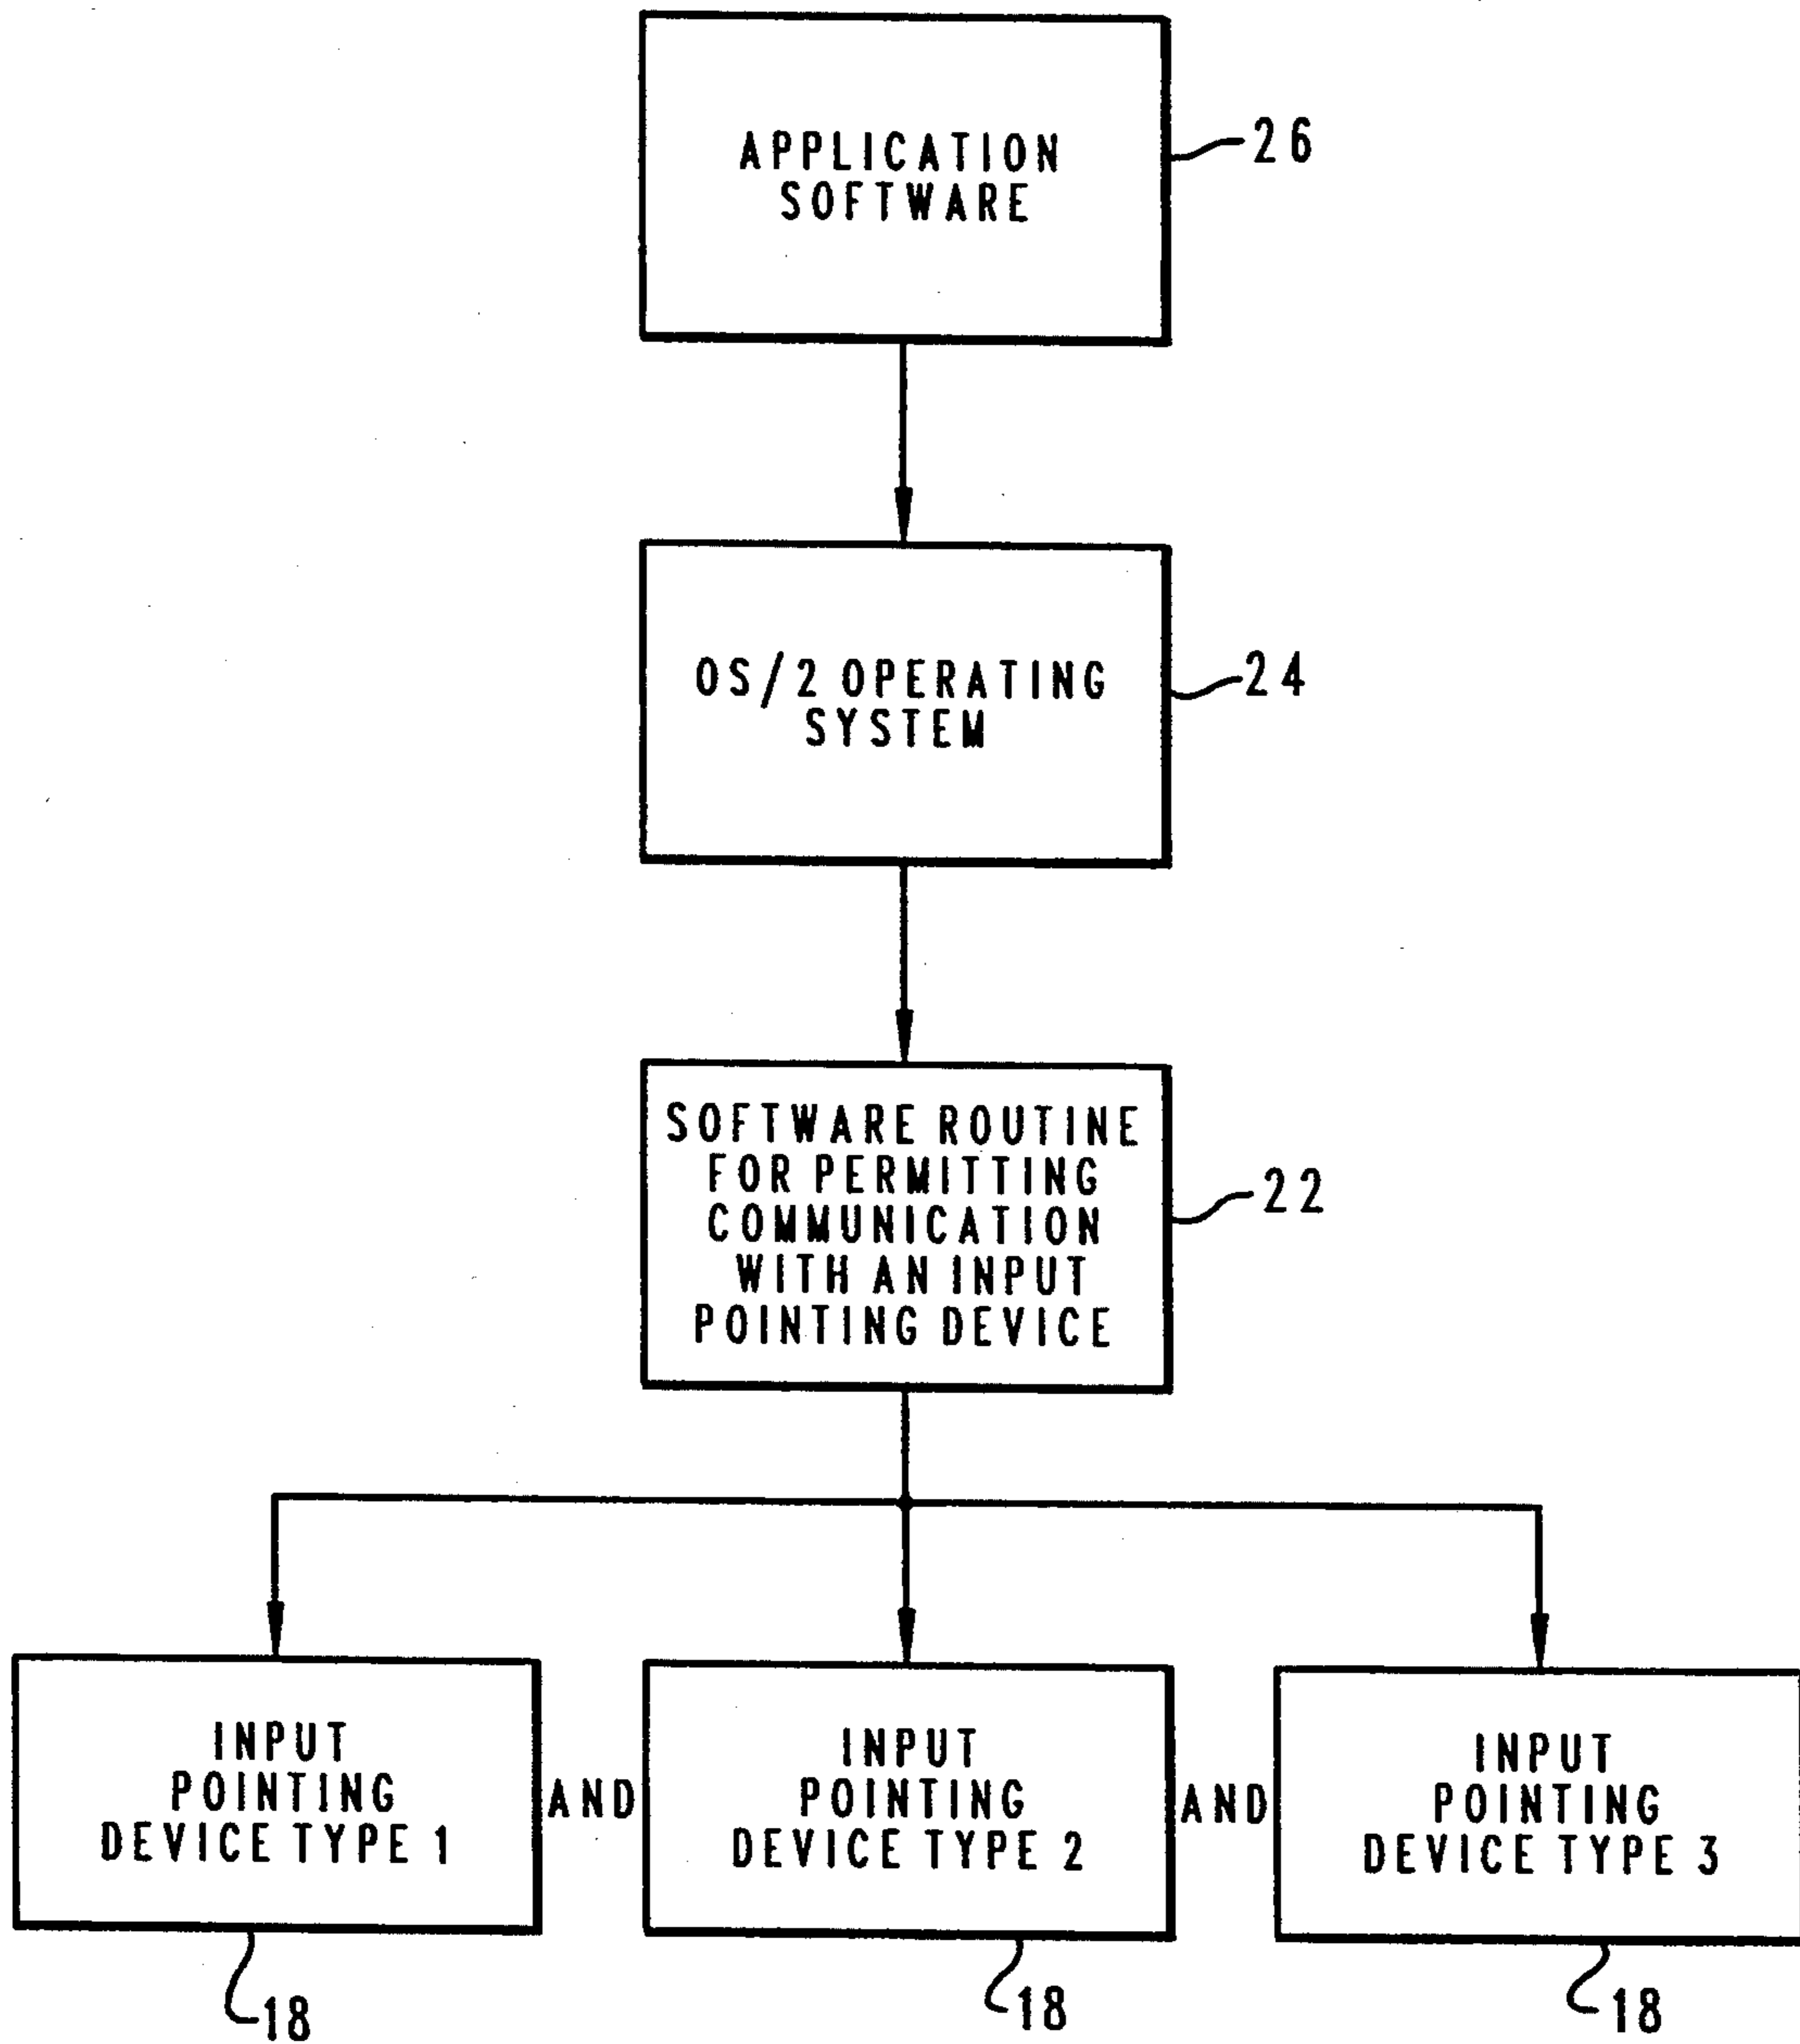 APPLICATION
SOFTWARE
26
OS/2 OPERATING
SYSTEM
24
SOFTWARE ROUTINE
FOR PERMITTING
COMMUNICATION
WITH AN INPUT
POINTING DEVICE
22
INPUT
POINTING
DEVICE TYPE 1
AND
INPUT
POINTING
DEVICE TYPE 2
AND
INPUT
POINTING
DEVICE TYPE 3
18
18
18